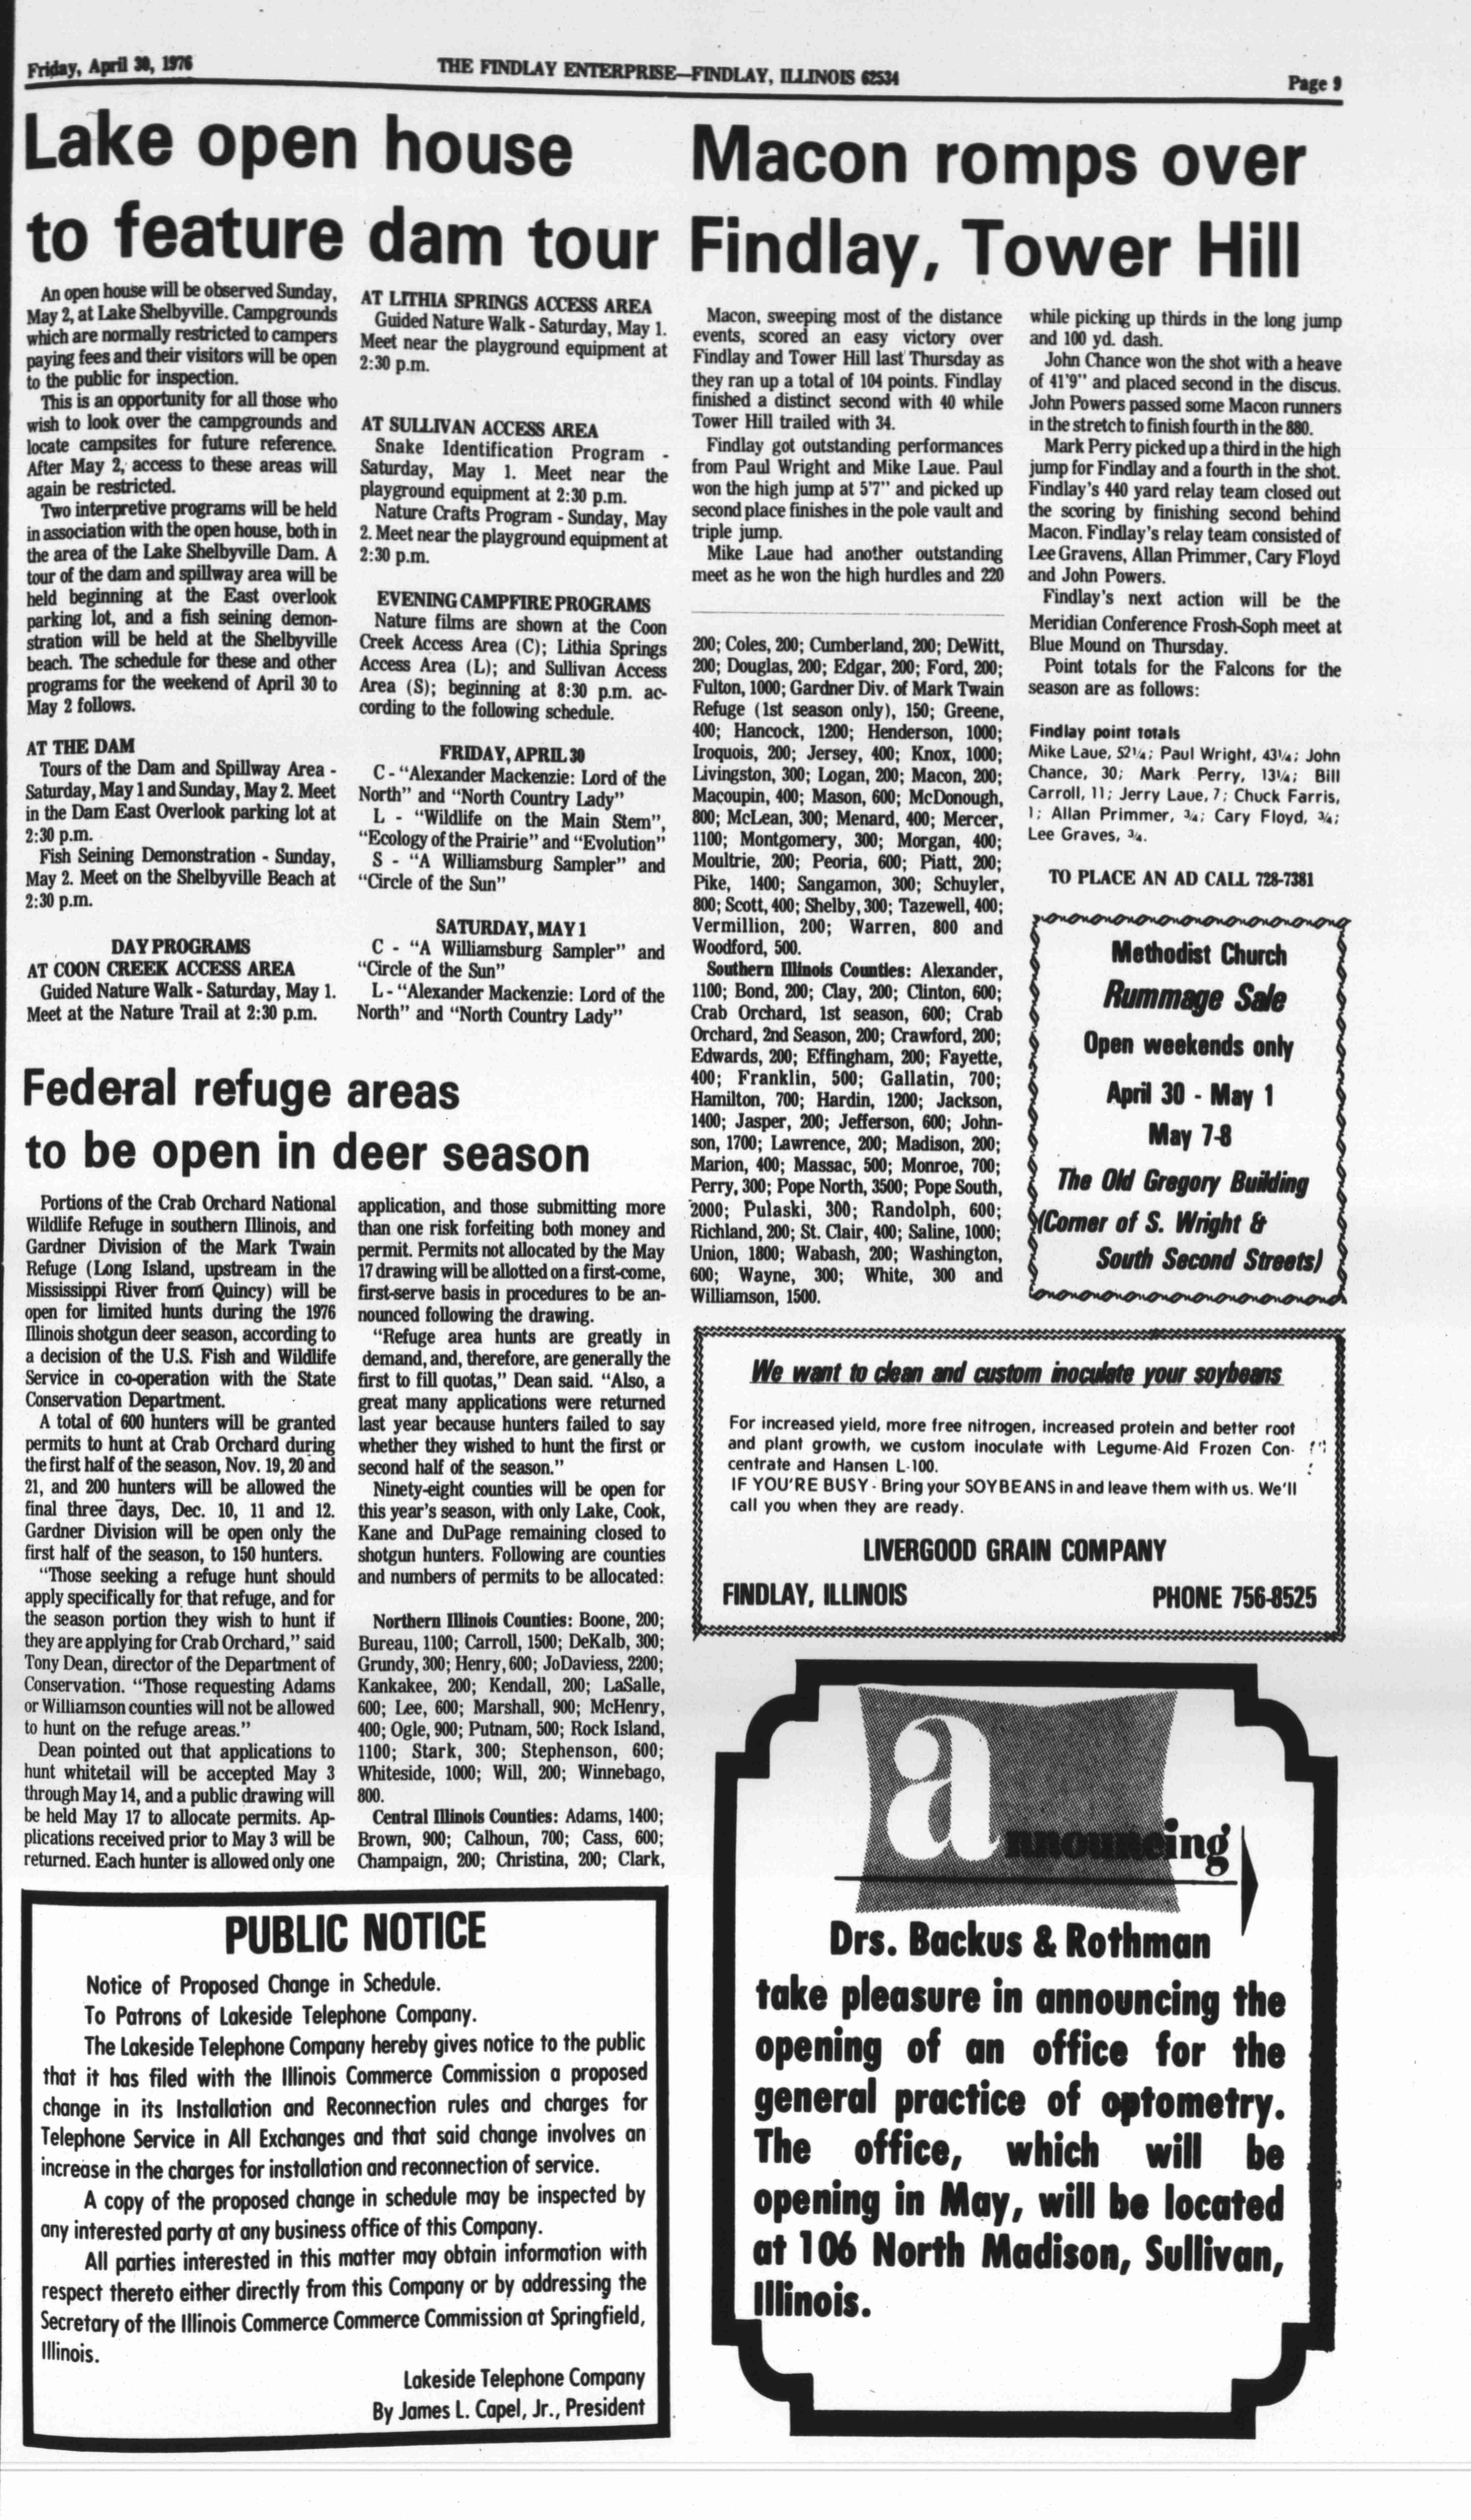 Friday, April 30, 1976
THE FINDLAY ENTERPRISE—FINDLAY, ILLINOIS 62534
Page 9
Lake open house
to feature dam tour
An open house will be observed Sunday,
May 2, at Lake Shelbyville. Campgrounds
which are normally restricted to campers
paying fees and their visitors will be open
to the public for inspection.
This is an opportunity for all those who
wish to look over the campgrounds and
locate campsites for future reference.
After May 2, access to these areas will
again be restricted.
Two interpretive programs will be held
in association with the open house, both in
the area of the Lake Shelbyville Dam. A
tour of the dam and spillway area will be
held beginning at the East overlook
parking lot, and a fish seining demon-
stration will be held at the Shelbyville
beach. The schedule for these and other
programs for the weekend of April 30 to
May 2 follows.
AT THE DAM
Tours of the Dam and Spillway Area -
Saturday, May 1 and Sunday, May 2. Meet
in the Dam East Overlook parking lot at
2:30 p.m.
Fish Seining Demonstration - Sunday,
May 2. Meet on the Shelbyville Beach at
2:30 p.m.
DAY PROGRAMS
AT COON CREEK ACCESS AREA
Guided Nature Walk - Saturday, May 1.
Meet at the Nature Trail at 2:30 p.m.
AT LITHIA SPRINGS ACCESS AREA
Guided Nature Walk - Saturday, May 1.
Meet near the playground equipment at
2:30 p.m.
AT SULLIVAN ACCESS AREA
Snake Identification Program -
Saturday, May 1. Meet near the
playground equipment at 2:30 p.m.
Nature Crafts Program - Sunday, May
2. Meet near the playground equipment at
2:30 p.m.
EVENING CAMPFIRE PROGRAMS
Nature films are shown at the Coon
Creek Access Area (C); Lithia Springs
Access Area (L); and Sullivan Access
Area (S); beginning at 8:30 p.m. ac-
cording to the following schedule.
FRIDAY, APRIL 30
C - "Alexander Mackenzie: Lord of the
North" and "North Country Lady"
L - "Wildlife on the Main Stem",
"Ecology of the Prairie" and "Evolution"
S - "A Williamsburg Sampler" and
"Circle of the Sun"
SATURDAY, MAY 1
C - "A Williamsburg Sampler" and
"Circle of the Sun"
L - "Alexander Mackenzie: Lord of the
North" and "North Country Lady"
Macon romps over
Findlay, Tower Hill
Macon, sweeping most of the distance
events, scored an easy victory over
Findlay and Tower Hill last Thursday as
they ran up a total of 104 points. Findlay
finished a distinct second with 40 while
Tower Hill trailed with 34.
Findlay got outstanding performances
from Paul Wright and Mike Laue. Paul
won the high jump at 5'7" and picked up
second place finishes in the pole vault and
triple jump.
Mike Laue had another outstanding
meet as he won the high hurdles and 220
while picking up thirds in the long jump
and 100 yd. dash.
John Chance won the shot with a heave
of 41'9" and placed second in the discus.
John Powers passed some Macon runners
in the stretch to finish fourth in the 880.
Mark Perry picked up a third in the high
jump for Findlay and a fourth in the shot.
Findlay's 440 yard relay team closed out
the scoring by finishing second behind
Macon. Findlay's relay team consisted of
Lee Gravens, Allan Primmer, Cary Floyd
and John Powers.
Findlay's next action will be the
Meridian Conference Frosh-Soph meet at
Blue Mound on Thursday.
Point totals for the Falcons for the
season are as follows:
Findlay point totals
Mike Laue, 52¼; Paul Wright, 43¼; John
Chance, 30; Mark Perry, 13¼; Bill
Carroll, 11; Jerry Laue, 7; Chuck Farris,
1; Allan Primmer, ¾; Cary Floyd, ¾;
Lee Graves, ¾.
TO PLACE AN AD CALL 728-7381
Federal refuge areas
to be open in deer season
Portions of the Crab Orchard National
Wildlife Refuge in southern Illinois, and
Gardner Division of the Mark Twain
Refuge (Long Island, upstream in the
Mississippi River from Quincy) will be
open for limited hunts during the 1976
Illinois shotgun deer season, according to
a decision of the U.S. Fish and Wildlife
Service in co-operation with the State
Conservation Department.
A total of 600 hunters will be granted
permits to hunt at Crab Orchard during
the first half of the season, Nov. 19, 20 and
21, and 200 hunters will be allowed the
final three days, Dec. 10, 11 and 12.
Gardner Division will be open only the
first half of the season, to 150 hunters.
"Those seeking a refuge hunt should
apply specifically for that refuge, and for
the season portion they wish to hunt if
they are applying for Crab Orchard," said
Tony Dean, director of the Department of
Conservation. "Those requesting Adams
or Williamson counties will not be allowed
to hunt on the refuge areas."
Dean pointed out that applications to
hunt whitetail will be accepted May 3
through May 14, and a public drawing will
be held May 17 to allocate permits. Ap-
plications received prior to May 3 will be
returned. Each hunter is allowed only one
application, and those submitting more
than one risk forfeiting both money and
permit. Permits not allocated by the May
17 drawing will be allotted on a first-come,
first-serve basis in procedures to be an-
nounced following the drawing.
"Refuge area hunts are greatly in
demand, and, therefore, are generally the
first to fill quotas," Dean said. "Also, a
great many applications were returned
last year because hunters failed to say
whether they wished to hunt the first or
second half of the season."
Ninety-eight counties will be open for
this year's season, with only Lake, Cook,
Kane and DuPage remaining closed to
shotgun hunters. Following are counties
and numbers of permits to be allocated:
Northern Illinois Counties: Boone, 200;
Bureau, 1100; Carroll, 1500; DeKalb, 300;
Grundy, 300; Henry, 600; JoDaviess, 2200;
Kankakee, 200; Kendall, 200; LaSalle,
600; Lee, 600; Marshall, 900; McHenry,
400; Ogle, 900; Putnam, 500; Rock Island,
1100; Stark, 300; Stephenson, 600;
Whiteside, 1000; Will, 200; Winnebago,
800.
Central Illinois Counties: Adams, 1400;
Brown, 900; Calhoun, 700; Cass, 600;
Champaign, 200; Christina, 200; Clark,
200; Coles, 200; Cumberland, 200; DeWitt,
200; Douglas, 200; Edgar, 200; Ford, 200;
Fulton, 1000; Gardner Div. of Mark Twain
Refuge (1st season only), 150; Greene,
400; Hancock, 1200; Henderson, 1000;
Iroquois, 200; Jersey, 400; Knox, 1000;
Livingston, 300; Logan, 200; Macon, 200;
Macoupin, 400; Mason, 600; McDonough,
800; McLean, 300; Menard, 400; Mercer,
1100; Montgomery, 300; Morgan, 400;
Moultrie, 200; Peoria, 600; Piatt, 200;
Pike, 1400; Sangamon, 300; Schuyler,
800; Scott, 400; Shelby, 300; Tazewell, 400;
Vermillion, 200; Warren, 800 and
Woodford, 500.
Southern Illinois Counties: Alexander,
1100; Bond, 200; Clay, 200; Clinton, 600;
Crab Orchard, 1st season, 600; Crab
Orchard, 2nd Season, 200; Crawford, 200;
Edwards, 200; Effingham, 200; Fayette,
400; Franklin, 500; Gallatin, 700;
Hamilton, 700; Hardin, 1200; Jackson,
1400; Jasper, 200; Jefferson, 600; John-
son, 1700; Lawrence, 200; Madison, 200;
Marion, 400; Massac, 500; Monroe, 700;
Perry, 300; Pope North, 3500; Pope South,
2000; Pulaski, 300; Randolph, 600;
Richland, 200; St. Clair, 400; Saline, 1000;
Union, 1800; Wabash, 200; Washington,
600; Wayne, 300; White, 300 and
Williamson, 1500.
Methodist Church
Rummage Sale
Open weekends only
April 30 - May 1
May 7-8
The Old Gregory Building
(Corner of S. Wright &
South Second Streets)
We want to clean and custom inoculate your soybeans
For increased yield, more free nitrogen, increased protein and better root
and plant growth, we custom inoculate with Legume-Aid Frozen Con-
centrate and Hansen L-100.
IF YOU'RE BUSY - Bring your SOYBEANS in and leave them with us. We'll
call you when they are ready.
LIVERGOOD GRAIN COMPANY
FINDLAY, ILLINOIS
PHONE 756-8525
PUBLIC NOTICE
Notice of Proposed Change in Schedule.
To Patrons of Lakeside Telephone Company.
The Lakeside Telephone Company hereby gives notice to the public
that it has filed with the Illinois Commerce Commission a proposed
change in its Installation and Reconnection rules and charges for
Telephone Service in All Exchanges and that said change involves an
increase in the charges for installation and reconnection of service.
A copy of the proposed change in schedule may be inspected by
any interested party at any business office of this Company.
All parties interested in this matter may obtain information with
respect thereto either directly from this Company or by addressing the
Secretary of the Illinois Commerce Commerce Commission at Springfield,
Illinois.
Lakeside Telephone Company
By James L. Capel, Jr., President
announcing
Drs. Backus & Rothman
take pleasure in announcing the
opening of an office for the
general practice of optometry.
The office, which will be
opening in May, will be located
at 106 North Madison, Sullivan,
Illinois.